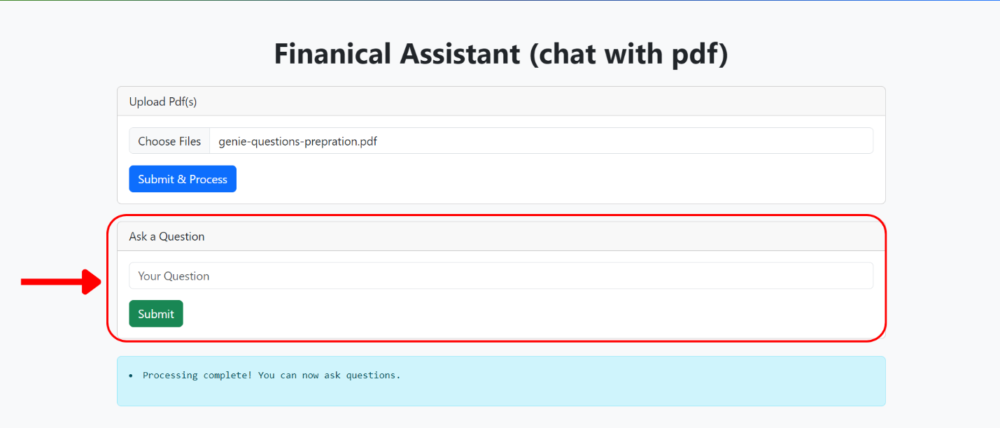 Finanical Assistant (chat with pdf)
Upload Pdf(s)
Choose Files genie-questions-prepration.pdf
Submit & Process
Ask a Question
Your Question
Submit
• Processing complete! You can now ask questions.